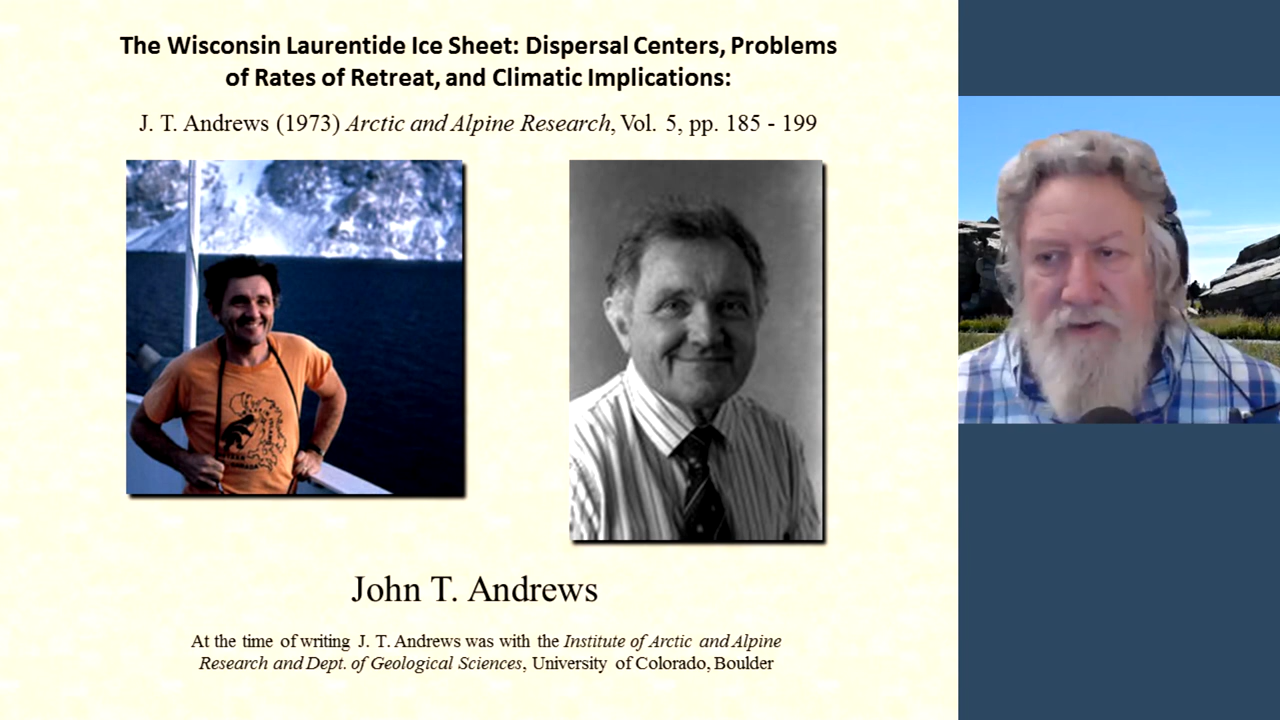 The Wisconsin Laurentide Ice Sheet: Dispersal Centers, Problems
of Rates of Retreat, and Climatic Implications:
J. T. Andrews (1973) Arctic and Alpine Research, Vol. 5, pp. 185 - 199
John T. Andrews
At the time of writing J. T. Andrews was with the Institute of Arctic and Alpine
Research and Dept. of Geological Sciences, University of Colorado, Boulder